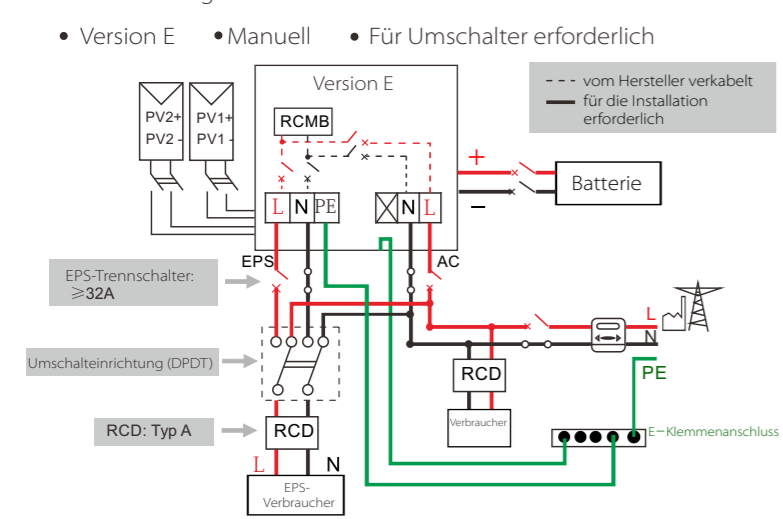 • Version E • Manuell • Für Umschalter erforderlich
Version E
vom Hersteller verkabelt
für die Installation
erforderlich
PV2+
PV2 -
PV1+
PV1 -
RCMB
+
−
Batterie
L N PE
N L
EPS
AC
EPS-Trennschalter:
≥32A
L
N
PE
Umschalteinrichtung (DPDT)
RCD
Verbraucher
RCD: Typ A
RCD
E−Klemmenanschluss
L N
EPS-
Verbraucher